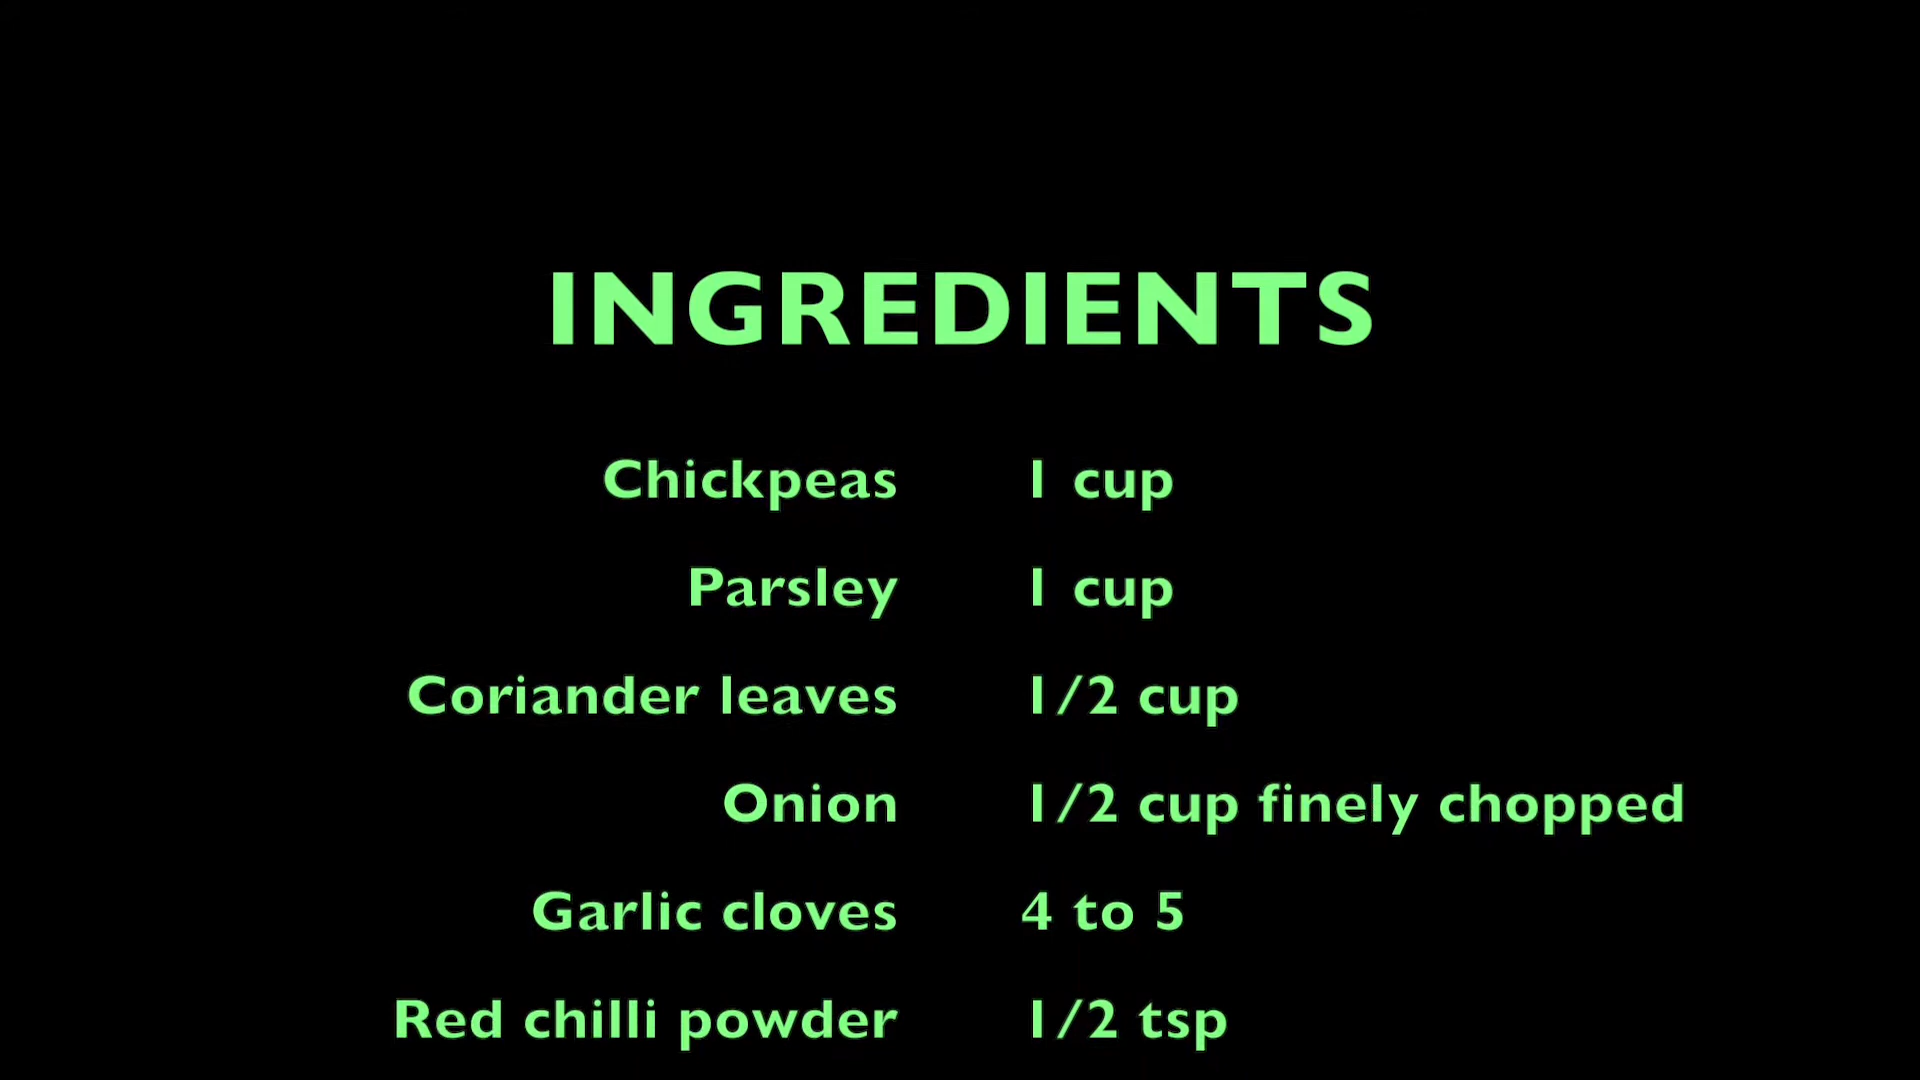 INGREDIENTS
Chickpeas 1 cup
Parsley 1 cup
Coriander leaves 1/2 cup
Onion 1/2 cup finely chopped
Garlic cloves 4 to 5
Red chilli powder 1/2 tsp